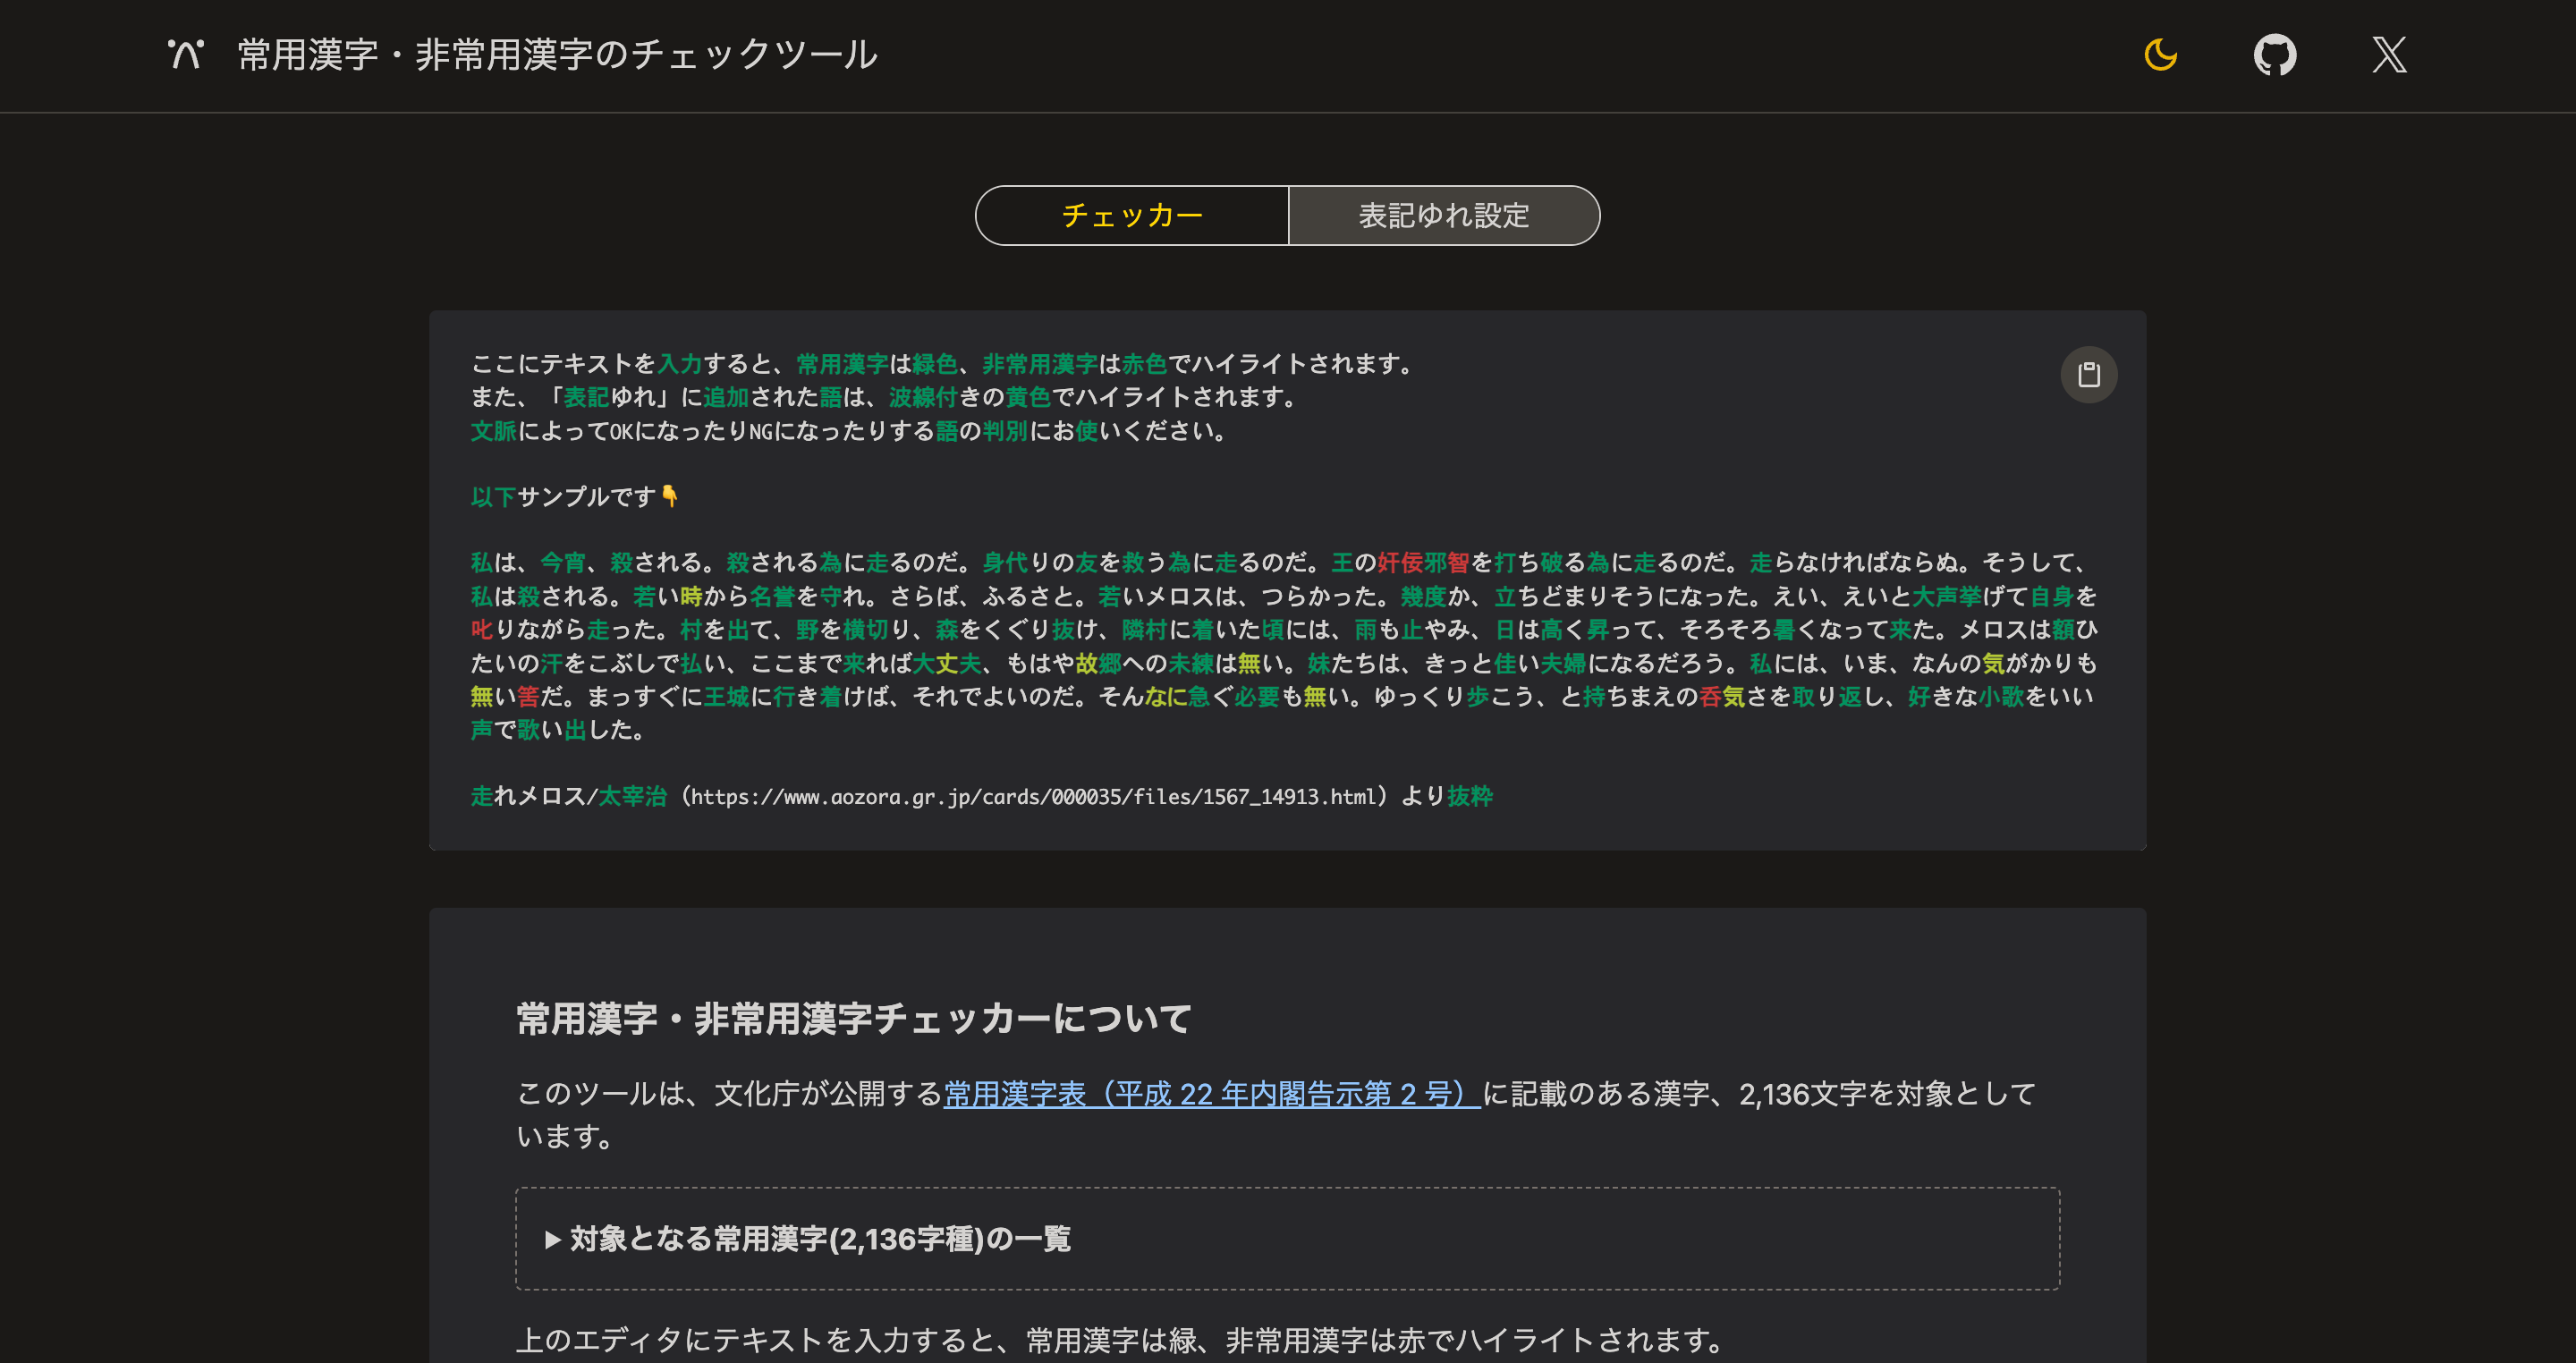 常用漢字・非常用漢字のチェックツール
チェッカー
表記ゆれ設定
ここにテキストを入力すると、常用漢字は緑色、非常用漢字は赤色でハイライトされます。
また、「表記ゆれ」に追加された語は、波線付きの黄色でハイライトされます。
文脈によってOKになったりNGになったりする語の判別にお使いください。
以下サンプルです👇
私は、今宵、殺される。殺される為に走るのだ。身代りの友を救う為に走るのだ。王の奸佞邪智を打ち破る為に走るのだ。走らなければならぬ。そうして、
私は殺される。若い時から名誉を守れ。さらば、ふるさと。若いメロスは、つらかった。幾度か、立ちどまりそうになった。えい、えいと大声挙げて自身を
叱りながら走った。村を出て、野を横切り、森をくぐり抜け、隣村に着いた頃には、雨も止やみ、日は高く昇って、そろそろ暑くなって来た。メロスは額ひ
たいの汗をこぶしで払い、ここまで来れば大丈夫、もはや故郷への未練は無い。妹たちは、きっと佳い夫婦になるだろう。私には、いま、なんの気がかりも
無い筈だ。まっすぐに王城に行き着けば、それでよいのだ。そんなに急ぐ必要も無い。ゆっくり歩こう、と持ちまえの呑気さを取り返し、好きな小歌をいい
声で歌い出した。
走れメロス/太宰治（https://www.aozora.gr.jp/cards/000035/files/1567_14913.html）より抜粋
常用漢字・非常用漢字チェッカーについて
このツールは、文化庁が公開する常用漢字表（平成 22 年内閣告示第 2 号）に記載のある漢字、2,136文字を対象として
います。
▶ 対象となる常用漢字(2,136字種)の一覧
上のエディタにテキストを入力すると、常用漢字は緑、非常用漢字は赤でハイライトされます。